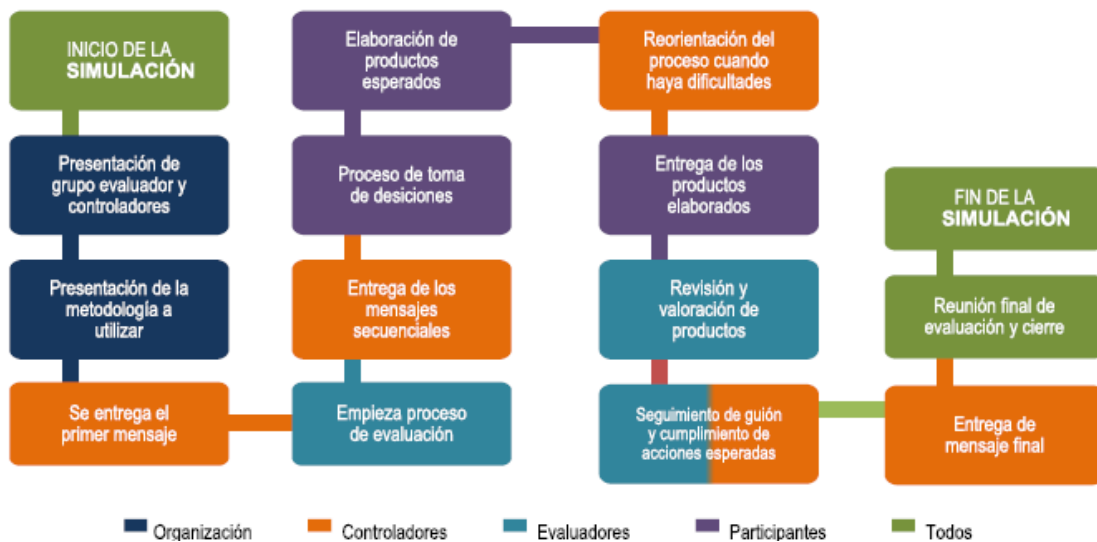 INICIO DE LA
SIMULACIÓN
Presentación de
grupo evaluador y
controladores
Presentación de la
metodología a
utilizar
Se entrega el
primer mensaje
Empieza proceso
de evaluación
Entrega de los
mensajes
secuenciales
Proceso de toma
de desiciones
Elaboración de
productos
esperados
Reorientación del
proceso cuando
haya dificultades
Entrega de los
productos
elaborados
Revisión y
valoración de
productos
Seguimiento de guión
y cumplimiento de
acciones esperadas
Entrega de
mensaje final
Reunión final de
evaluación y cierre
FIN DE LA
SIMULACIÓN
Organización
Controladores
Evaluadores
Participantes
Todos